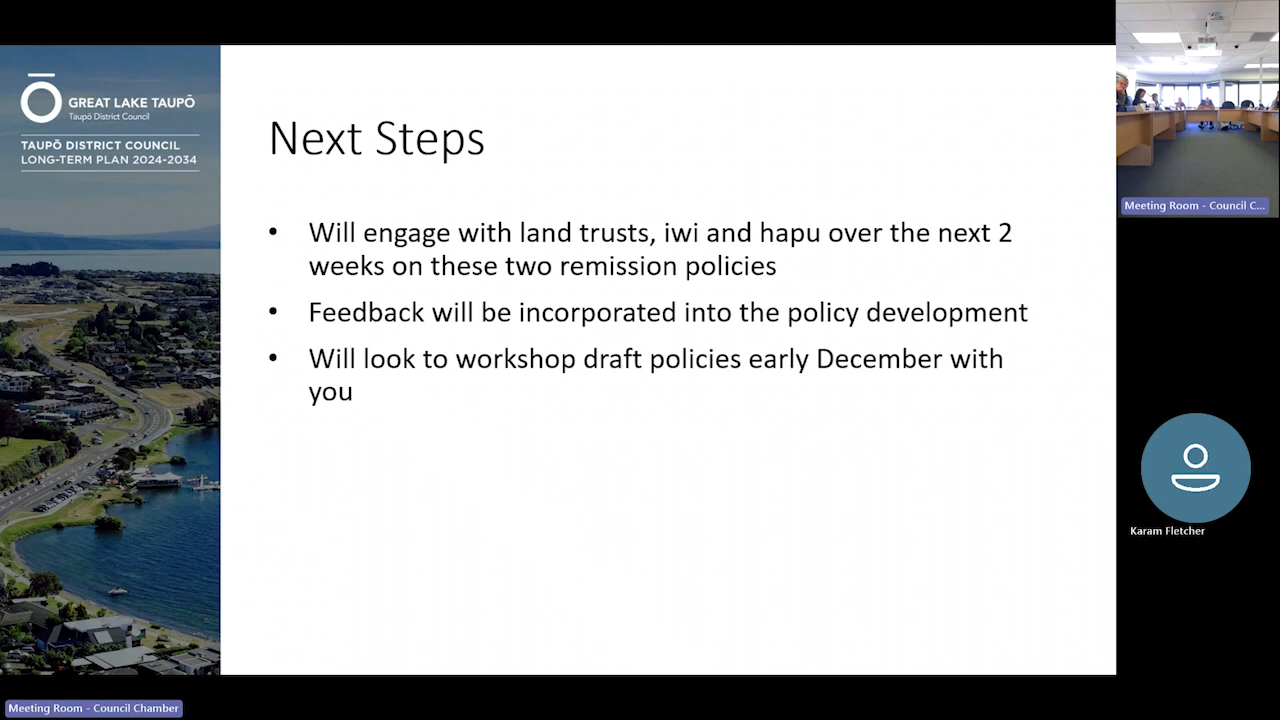 GREAT LAKE TAUPŌ
Taupō District Council
TAUPŌ DISTRICT COUNCIL
LONG-TERM PLAN 2024-2034
Next Steps
• Will engage with land trusts, iwi and hapu over the next 2
weeks on these two remission policies
• Feedback will be incorporated into the policy development
• Will look to workshop draft policies early December with
you
Meeting Room - Council C...
Karam Fletcher
Meeting Room - Council Chamber